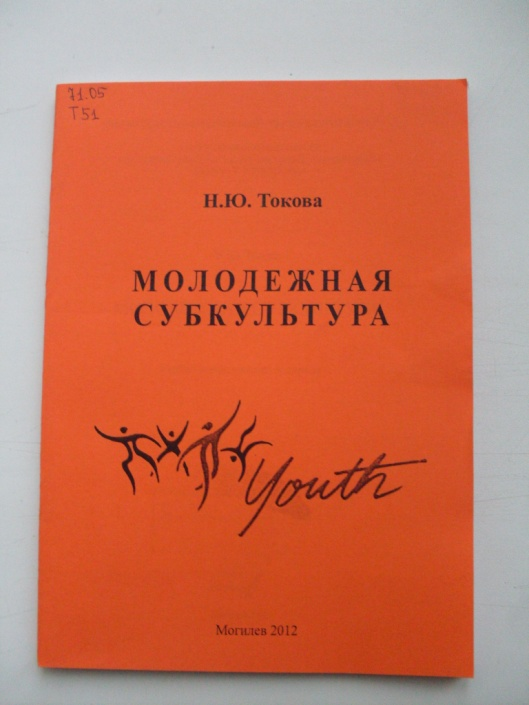 71.05
Т51
Н.Ю. Токова
МОЛОДЕЖНАЯ
СУБКУЛЬТУРА
Youth
Могилев 2012